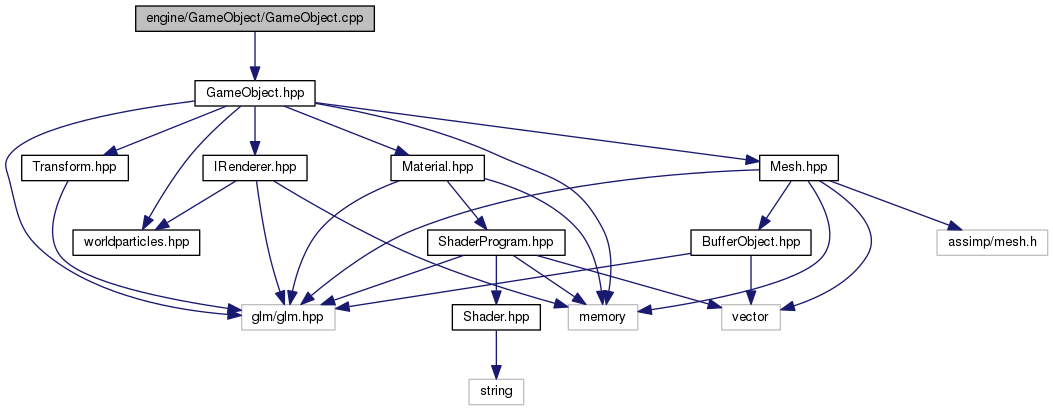 engine/GameObject/GameObject.cpp
GameObject.hpp
Transform.hpp
IRenderer.hpp
Material.hpp
Mesh.hpp
worldparticles.hpp
ShaderProgram.hpp
BufferObject.hpp
assimp/mesh.h
glm/glm.hpp
Shader.hpp
memory
vector
string